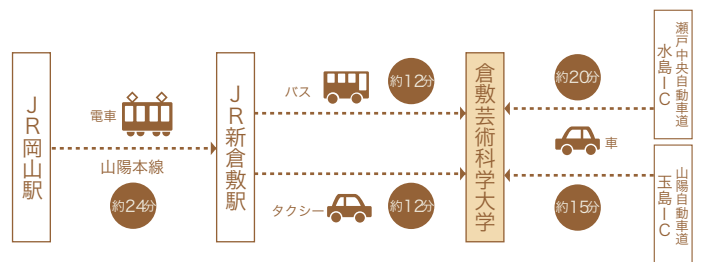 JR岡山駅
電車
山陽本線
約24分
JR新倉敷駅
バス
約12分
タクシー
約12分
倉敷芸術科学大学
約20分
車
約15分
瀬戸中央自動車道
水島IC
山陽自動車道
玉島IC